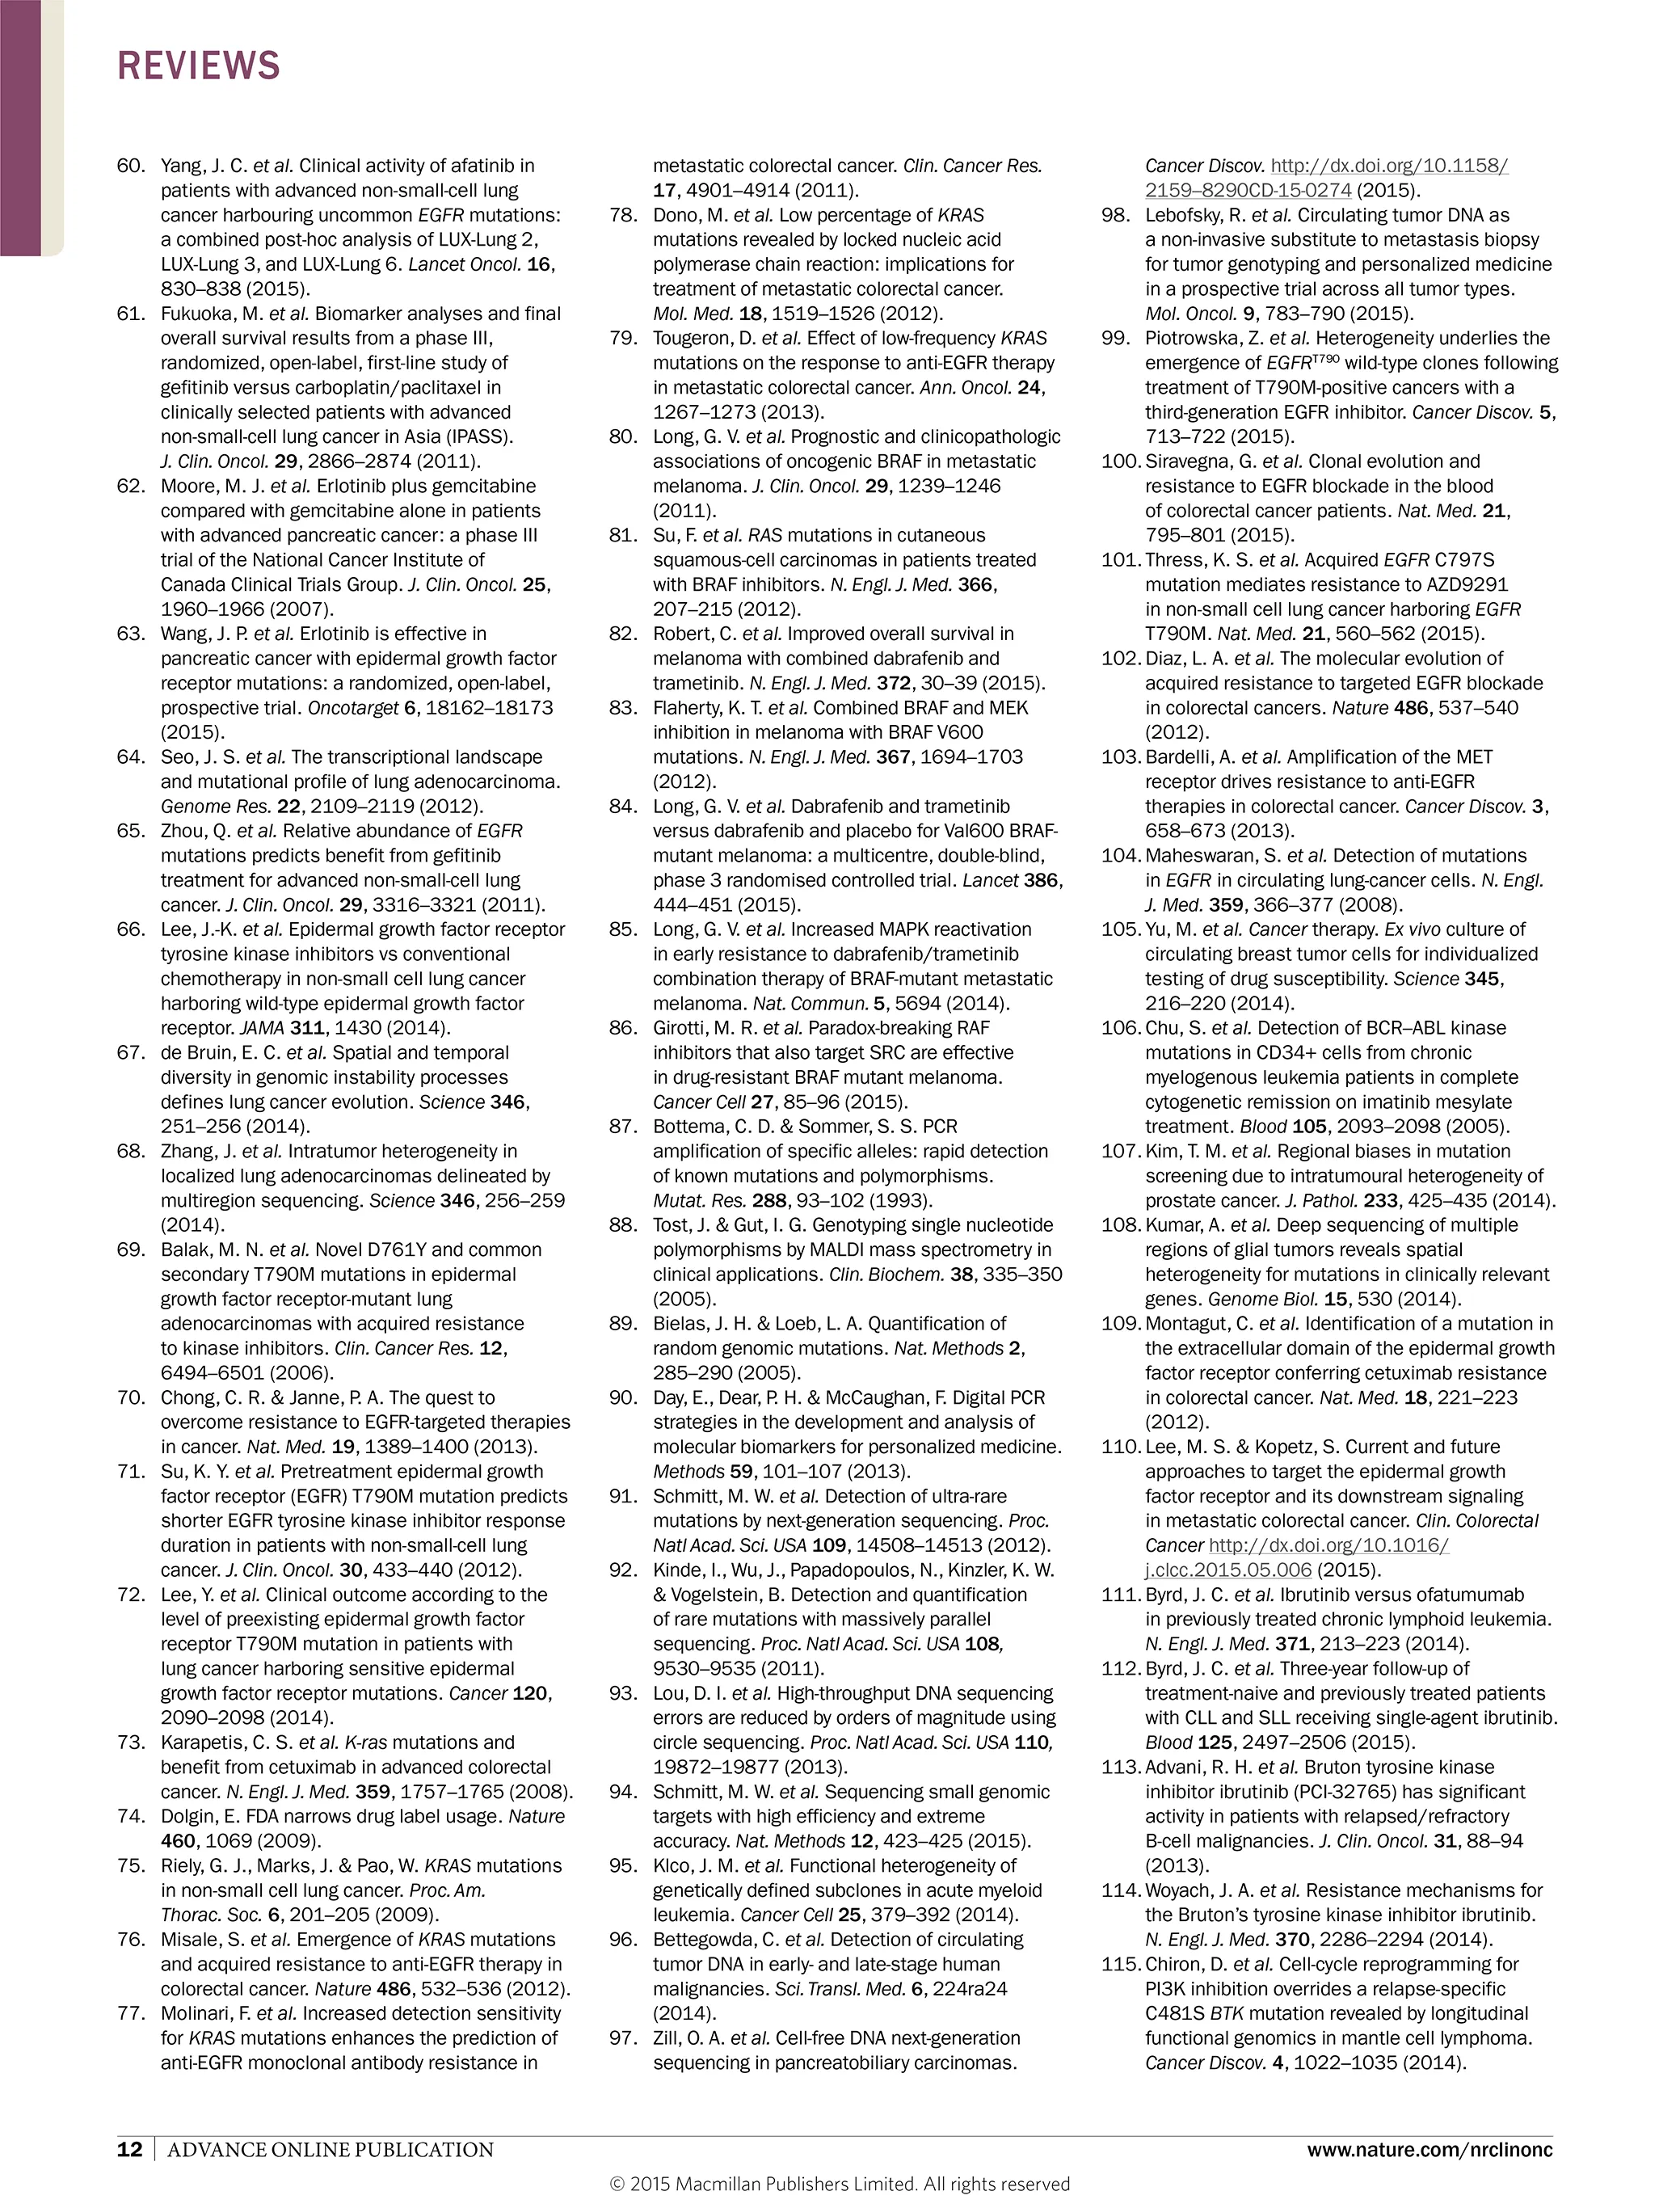 REVIEWS
60. Yang, J. C. et al. Clinical activity of afatinib in
patients with advanced non-small-cell lung
cancer harbouring uncommon EGFR mutations:
a combined post-hoc analysis of LUX-Lung 2,
LUX-Lung 3, and LUX-Lung 6. Lancet Oncol. 16,
830–838 (2015).
61. Fukuoka, M. et al. Biomarker analyses and final
overall survival results from a phase III,
randomized, open-label, first-line study of
gefitinib versus carboplatin/paclitaxel in
clinically selected patients with advanced
non-small-cell lung cancer in Asia (IPASS).
J. Clin. Oncol. 29, 2866–2874 (2011).
62. Moore, M. J. et al. Erlotinib plus gemcitabine
compared with gemcitabine alone in patients
with advanced pancreatic cancer: a phase III
trial of the National Cancer Institute of
Canada Clinical Trials Group. J. Clin. Oncol. 25,
1960–1966 (2007).
63. Wang, J. P. et al. Erlotinib is effective in
pancreatic cancer with epidermal growth factor
receptor mutations: a randomized, open-label,
prospective trial. Oncotarget 6, 18162–18173
(2015).
64. Seo, J. S. et al. The transcriptional landscape
and mutational profile of lung adenocarcinoma.
Genome Res. 22, 2109–2119 (2012).
65. Zhou, Q. et al. Relative abundance of EGFR
mutations predicts benefit from gefitinib
treatment for advanced non-small-cell lung
cancer. J. Clin. Oncol. 29, 3316–3321 (2011).
66. Lee, J.-K. et al. Epidermal growth factor receptor
tyrosine kinase inhibitors vs conventional
chemotherapy in non-small cell lung cancer
harboring wild-type epidermal growth factor
receptor. JAMA 311, 1430 (2014).
67. de Bruin, E. C. et al. Spatial and temporal
diversity in genomic instability processes
defines lung cancer evolution. Science 346,
251–256 (2014).
68. Zhang, J. et al. Intratumor heterogeneity in
localized lung adenocarcinomas delineated by
multiregion sequencing. Science 346, 256–259
(2014).
69. Balak, M. N. et al. Novel D761Y and common
secondary T790M mutations in epidermal
growth factor receptor-mutant lung
adenocarcinomas with acquired resistance
to kinase inhibitors. Clin. Cancer Res. 12,
6494–6501 (2006).
70. Chong, C. R. & Janne, P. A. The quest to
overcome resistance to EGFR-targeted therapies
in cancer. Nat. Med. 19, 1389–1400 (2013).
71. Su, K. Y. et al. Pretreatment epidermal growth
factor receptor (EGFR) T790M mutation predicts
shorter EGFR tyrosine kinase inhibitor response
duration in patients with non-small-cell lung
cancer. J. Clin. Oncol. 30, 433–440 (2012).
72. Lee, Y. et al. Clinical outcome according to the
level of preexisting epidermal growth factor
receptor T790M mutation in patients with
lung cancer harboring sensitive epidermal
growth factor receptor mutations. Cancer 120,
2090–2098 (2014).
73. Karapetis, C. S. et al. K-ras mutations and
benefit from cetuximab in advanced colorectal
cancer. N. Engl. J. Med. 359, 1757–1765 (2008).
74. Dolgin, E. FDA narrows drug label usage. Nature
460, 1069 (2009).
75. Riely, G. J., Marks, J. & Pao, W. KRAS mutations
in non-small cell lung cancer. Proc. Am.
Thorac. Soc. 6, 201–205 (2009).
76. Misale, S. et al. Emergence of KRAS mutations
and acquired resistance to anti-EGFR therapy in
colorectal cancer. Nature 486, 532–536 (2012).
77. Molinari, F. et al. Increased detection sensitivity
for KRAS mutations enhances the prediction of
anti-EGFR monoclonal antibody resistance in
metastatic colorectal cancer. Clin. Cancer Res.
17, 4901–4914 (2011).
78. Dono, M. et al. Low percentage of KRAS
mutations revealed by locked nucleic acid
polymerase chain reaction: implications for
treatment of metastatic colorectal cancer.
Mol. Med. 18, 1519–1526 (2012).
79. Tougeron, D. et al. Effect of low-frequency KRAS
mutations on the response to anti-EGFR therapy
in metastatic colorectal cancer. Ann. Oncol. 24,
1267–1273 (2013).
80. Long, G. V. et al. Prognostic and clinicopathologic
associations of oncogenic BRAF in metastatic
melanoma. J. Clin. Oncol. 29, 1239–1246
(2011).
81. Su, F. et al. RAS mutations in cutaneous
squamous-cell carcinomas in patients treated
with BRAF inhibitors. N. Engl. J. Med. 366,
207–215 (2012).
82. Robert, C. et al. Improved overall survival in
melanoma with combined dabrafenib and
trametinib. N. Engl. J. Med. 372, 30–39 (2015).
83. Flaherty, K. T. et al. Combined BRAF and MEK
inhibition in melanoma with BRAF V600
mutations. N. Engl. J. Med. 367, 1694–1703
(2012).
84. Long, G. V. et al. Dabrafenib and trametinib
versus dabrafenib and placebo for Val600 BRAF-
mutant melanoma: a multicentre, double-blind,
phase 3 randomised controlled trial. Lancet 386,
444–451 (2015).
85. Long, G. V. et al. Increased MAPK reactivation
in early resistance to dabrafenib/trametinib
combination therapy of BRAF-mutant metastatic
melanoma. Nat. Commun. 5, 5694 (2014).
86. Girotti, M. R. et al. Paradox-breaking RAF
inhibitors that also target SRC are effective
in drug-resistant BRAF mutant melanoma.
Cancer Cell 27, 85–96 (2015).
87. Bottema, C. D. & Sommer, S. S. PCR
amplification of specific alleles: rapid detection
of known mutations and polymorphisms.
Mutat. Res. 288, 93–102 (1993).
88. Tost, J. & Gut, I. G. Genotyping single nucleotide
polymorphisms by MALDI mass spectrometry in
clinical applications. Clin. Biochem. 38, 335–350
(2005).
89. Bielas, J. H. & Loeb, L. A. Quantification of
random genomic mutations. Nat. Methods 2,
285–290 (2005).
90. Day, E., Dear, P. H. & McCaughan, F. Digital PCR
strategies in the development and analysis of
molecular biomarkers for personalized medicine.
Methods 59, 101–107 (2013).
91. Schmitt, M. W. et al. Detection of ultra-rare
mutations by next-generation sequencing. Proc.
Natl Acad. Sci. USA 109, 14508–14513 (2012).
92. Kinde, I., Wu, J., Papadopoulos, N., Kinzler, K. W.
& Vogelstein, B. Detection and quantification
of rare mutations with massively parallel
sequencing. Proc. Natl Acad. Sci. USA 108,
9530–9535 (2011).
93. Lou, D. I. et al. High-throughput DNA sequencing
errors are reduced by orders of magnitude using
circle sequencing. Proc. Natl Acad. Sci. USA 110,
19872–19877 (2013).
94. Schmitt, M. W. et al. Sequencing small genomic
targets with high efficiency and extreme
accuracy. Nat. Methods 12, 423–425 (2015).
95. Klco, J. M. et al. Functional heterogeneity of
genetically defined subclones in acute myeloid
leukemia. Cancer Cell 25, 379–392 (2014).
96. Bettegowda, C. et al. Detection of circulating
tumor DNA in early- and late-stage human
malignancies. Sci. Transl. Med. 6, 224ra24
(2014).
97. Zill, O. A. et al. Cell-free DNA next-generation
sequencing in pancreatobiliary carcinomas.
Cancer Discov. http://dx.doi.org/10.1158/
2159–8290CD-15-0274 (2015).
98. Lebofsky, R. et al. Circulating tumor DNA as
a non-invasive substitute to metastasis biopsy
for tumor genotyping and personalized medicine
in a prospective trial across all tumor types.
Mol. Oncol. 9, 783–790 (2015).
99. Piotrowska, Z. et al. Heterogeneity underlies the
emergence of EGFRT790 wild-type clones following
treatment of T790M-positive cancers with a
third-generation EGFR inhibitor. Cancer Discov. 5,
713–722 (2015).
100. Siravegna, G. et al. Clonal evolution and
resistance to EGFR blockade in the blood
of colorectal cancer patients. Nat. Med. 21,
795–801 (2015).
101. Thress, K. S. et al. Acquired EGFR C797S
mutation mediates resistance to AZD9291
in non-small cell lung cancer harboring EGFR
T790M. Nat. Med. 21, 560–562 (2015).
102. Diaz, L. A. et al. The molecular evolution of
acquired resistance to targeted EGFR blockade
in colorectal cancers. Nature 486, 537–540
(2012).
103. Bardelli, A. et al. Amplification of the MET
receptor drives resistance to anti-EGFR
therapies in colorectal cancer. Cancer Discov. 3,
658–673 (2013).
104. Maheswaran, S. et al. Detection of mutations
in EGFR in circulating lung-cancer cells. N. Engl.
J. Med. 359, 366–377 (2008).
105. Yu, M. et al. Cancer therapy. Ex vivo culture of
circulating breast tumor cells for individualized
testing of drug susceptibility. Science 345,
216–220 (2014).
106. Chu, S. et al. Detection of BCR–ABL kinase
mutations in CD34+ cells from chronic
myelogenous leukemia patients in complete
cytogenetic remission on imatinib mesylate
treatment. Blood 105, 2093–2098 (2005).
107. Kim, T. M. et al. Regional biases in mutation
screening due to intratumoural heterogeneity of
prostate cancer. J. Pathol. 233, 425–435 (2014).
108. Kumar, A. et al. Deep sequencing of multiple
regions of glial tumors reveals spatial
heterogeneity for mutations in clinically relevant
genes. Genome Biol. 15, 530 (2014).
109. Montagut, C. et al. Identification of a mutation in
the extracellular domain of the epidermal growth
factor receptor conferring cetuximab resistance
in colorectal cancer. Nat. Med. 18, 221–223
(2012).
110. Lee, M. S. & Kopetz, S. Current and future
approaches to target the epidermal growth
factor receptor and its downstream signaling
in metastatic colorectal cancer. Clin. Colorectal
Cancer http://dx.doi.org/10.1016/
j.clcc.2015.05.006 (2015).
111. Byrd, J. C. et al. Ibrutinib versus ofatumumab
in previously treated chronic lymphoid leukemia.
N. Engl. J. Med. 371, 213–223 (2014).
112. Byrd, J. C. et al. Three-year follow-up of
treatment-naive and previously treated patients
with CLL and SLL receiving single-agent ibrutinib.
Blood 125, 2497–2506 (2015).
113. Advani, R. H. et al. Bruton tyrosine kinase
inhibitor ibrutinib (PCI-32765) has significant
activity in patients with relapsed/refractory
B-cell malignancies. J. Clin. Oncol. 31, 88–94
(2013).
114. Woyach, J. A. et al. Resistance mechanisms for
the Bruton's tyrosine kinase inhibitor ibrutinib.
N. Engl. J. Med. 370, 2286–2294 (2014).
115. Chiron, D. et al. Cell-cycle reprogramming for
PI3K inhibition overrides a relapse-specific
C481S BTK mutation revealed by longitudinal
functional genomics in mantle cell lymphoma.
Cancer Discov. 4, 1022–1035 (2014).
12 | ADVANCE ONLINE PUBLICATION
www.nature.com/nrclinonc
© 2015 Macmillan Publishers Limited. All rights reserved